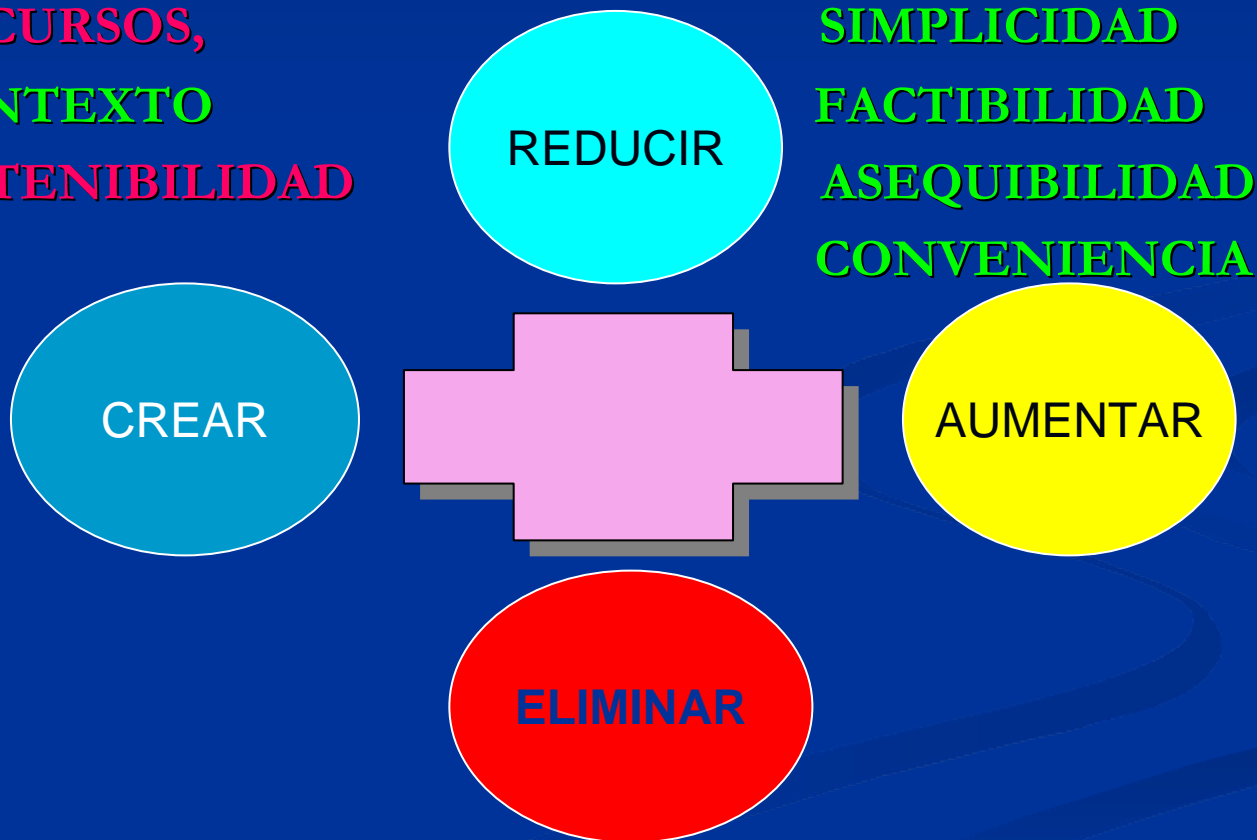 CURSOS,
NTEXTO
TENIBILIDAD
SIMPLICIDAD
FACTIBILIDAD
ASEQUIBILIDAD
CONVENIENCIA
REDUCIR
CREAR
AUMENTAR
ELIMINAR